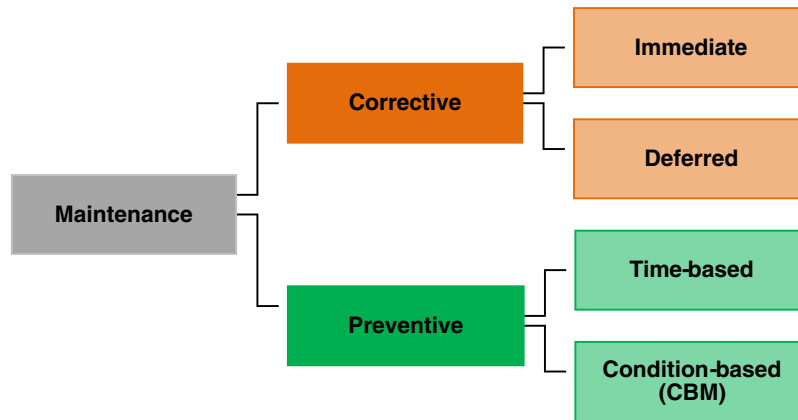 Maintenance
Corrective
Immediate
Deferred
Preventive
Time-based
Condition-based
(CBM)